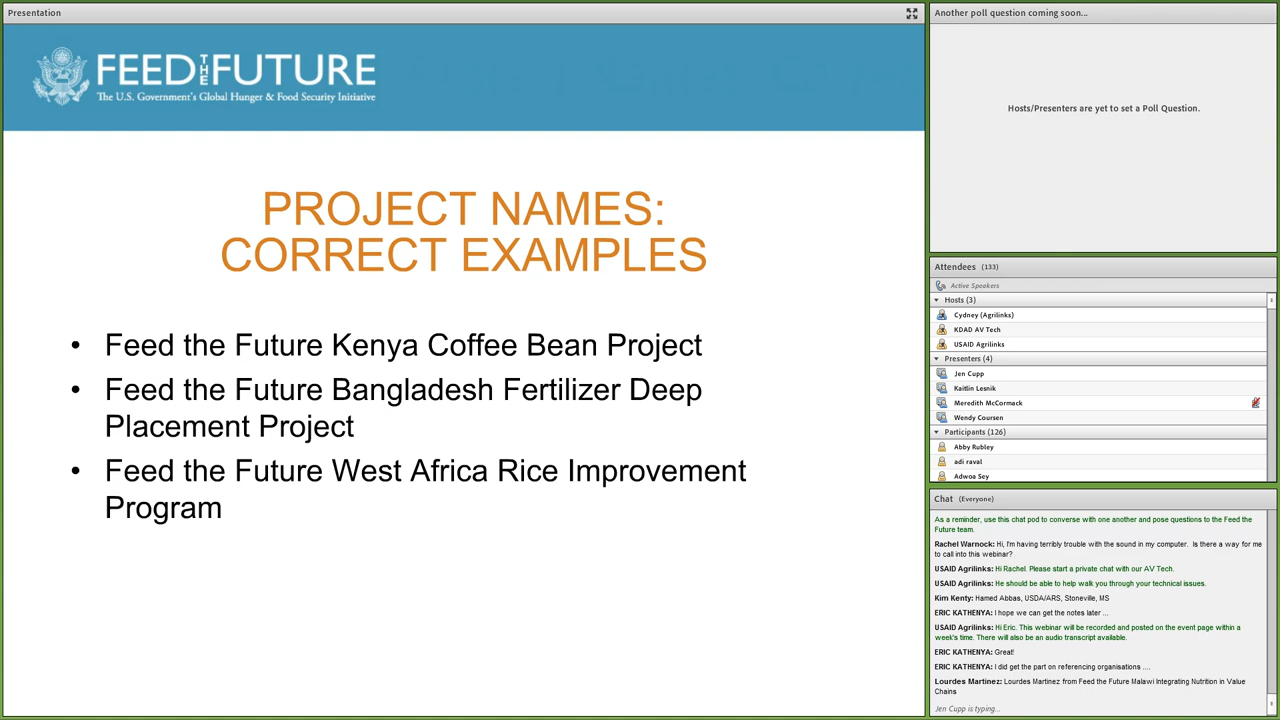 Presentation
FEED THE FUTURE
The U.S. Government's Global Hunger & Food Security Initiative
PROJECT NAMES:
CORRECT EXAMPLES
• Feed the Future Kenya Coffee Bean Project
• Feed the Future Bangladesh Fertilizer Deep
Placement Project
• Feed the Future West Africa Rice Improvement
Program
Another poll question coming soon...
Hosts/Presenters are yet to set a Poll Question.
Attendees (133)
Active Speakers
Hosts (3)
Cydney (Agrilinks)
KDAD AV Tech
USAID Agrilinks
Presenters (4)
Jen Cupp
Kaitlin Lesnik
Meredith McCormack
Wendy Coursen
Participants (126)
Abby Rubley
adi raval
Adwoa Sey
Chat (Everyone)
As a reminder, use this chat pod to converse with one another and pose questions to the Feed the
Future team.
Rachel Warnock: Hi, I'm having terribly trouble with the sound in my computer. Is there a way for me
to call into this webinar?
USAID Agrilinks: Hi Rachel. Please start a private chat with our AV Tech.
USAID Agrilinks: He should be able to help walk you through your technical issues.
Kim Kenty: Hamed Abbas, USDA/ARS, Stoneville, MS
ERIC KATHENYA: I hope we can get the notes later ...
USAID Agrilinks: Hi Eric. This webinar will be recorded and posted on the event page within a
week's time. There will also be an audio transcript available.
ERIC KATHENYA: Great!
ERIC KATHENYA: I did get the part on referencing organisations ....
Lourdes Martinez: Lourdes Martinez from Feed the Future Malawi Integrating Nutrition in Value
Chains
Jen Cupp is typing...